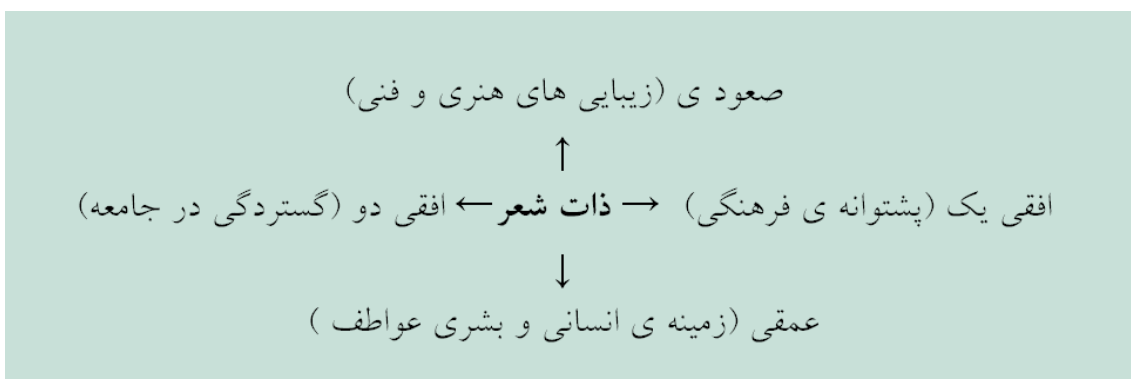 صعود ی (زیبایی های هنری و فنی)
↑
افقی یک (پشتوانه ی فرهنگی) → ذات شعر ← افقی دو (گستردگی در جامعه)
↓
عمقی (زمینه ی انسانی و بشری عواطف )